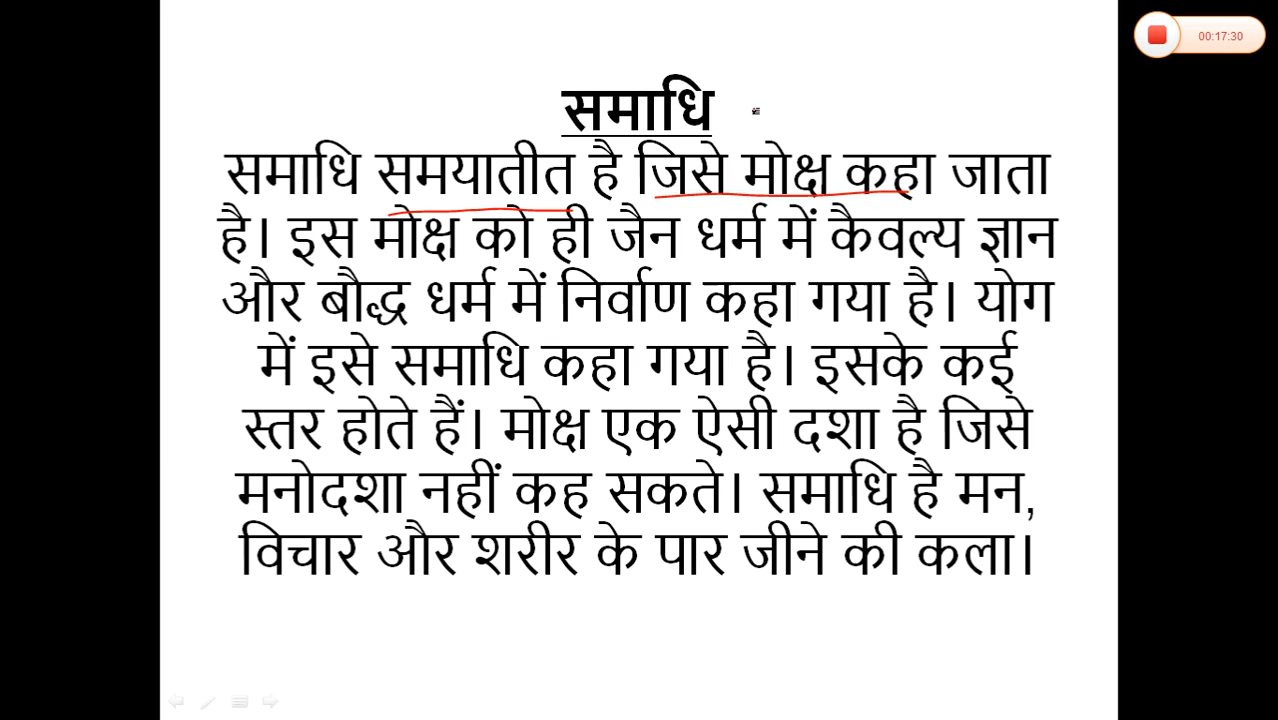 00:17:30
समाधि
समाधि समयातीत है जिसे मोक्ष कहा जाता
है। इस मोक्ष को ही जैन धर्म में कैवल्य ज्ञान
और बौद्ध धर्म में निर्वाण कहा गया है। योग
में इसे समाधि कहा गया है। इसके कई
स्तर होते हैं। मोक्ष एक ऐसी दशा है जिसे
मनोदशा नहीं कह सकते। समाधि है मन,
विचार और शरीर के पार जीने की कला।